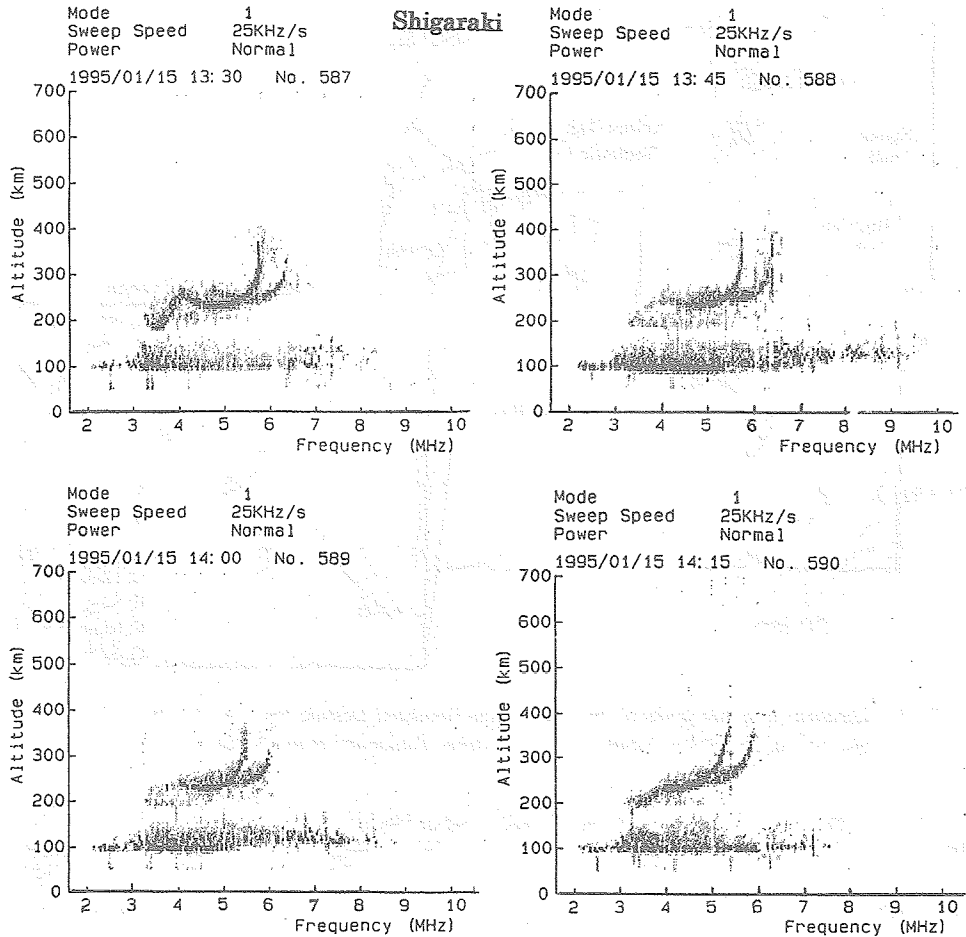 Shigaraki
Mode 1
Sweep Speed 25KHz/s
Power Normal
1995/01/15 13:30 No. 587
700
600
500
400
300
200
100
0
Altitude (km)
2 3 4 5 6 7 8 9 10
Frequency (MHz)
Mode 1
Sweep Speed 25KHz/s
Power Normal
1995/01/15 13:45 No. 588
700
600
500
400
300
200
100
0
Altitude (km)
2 3 4 5 6 7 8 9 10
Frequency (MHz)
Mode 1
Sweep Speed 25KHz/s
Power Normal
1995/01/15 14:00 No. 589
700
600
500
400
300
200
100
0
Altitude (km)
2 3 4 5 6 7 8 9 10
Frequency (MHz)
Mode 1
Sweep Speed 25KHz/s
Power Normal
1995/01/15 14:15 No. 590
700
600
500
400
300
200
100
0
Altitude (km)
2 3 4 5 6 7 8 9 10
Frequency (MHz)